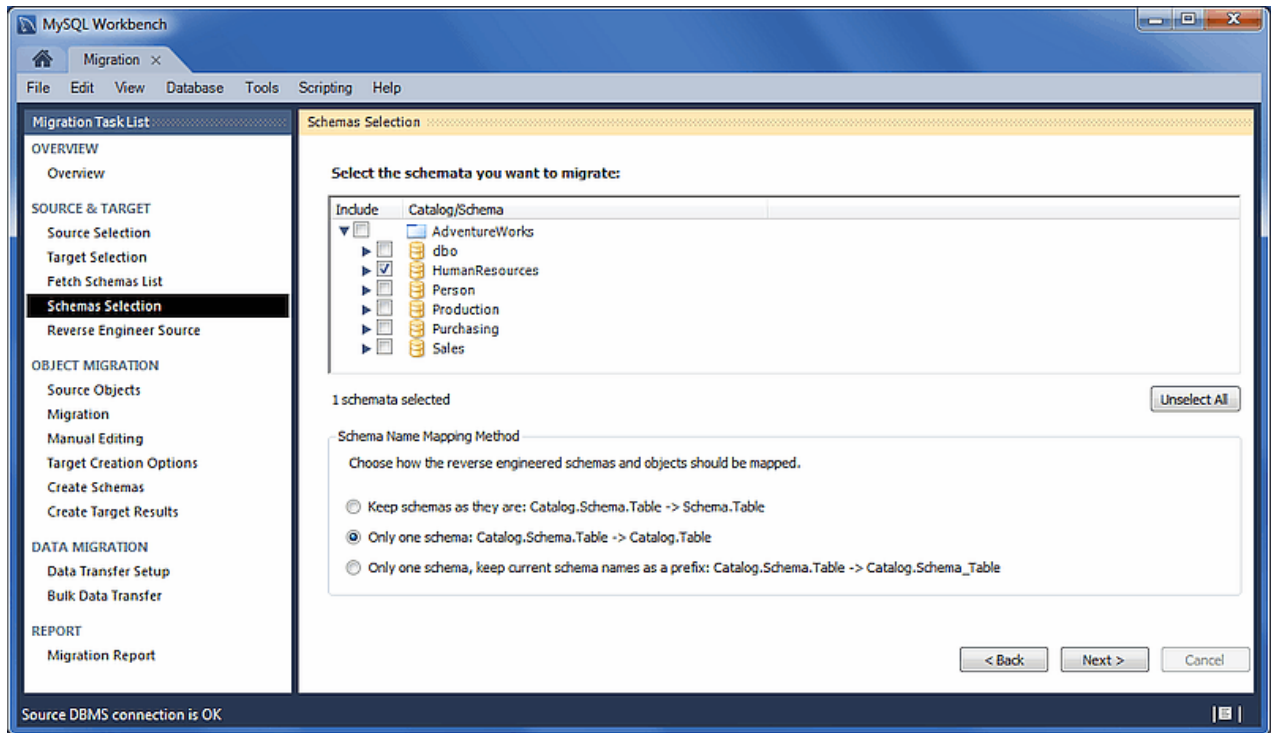 MySQL Workbench
Migration ×
File Edit View Database Tools Scripting Help
Migration Task List
OVERVIEW
Overview
SOURCE & TARGET
Source Selection
Target Selection
Fetch Schemas List
Schemas Selection
Reverse Engineer Source
OBJECT MIGRATION
Source Objects
Migration
Manual Editing
Target Creation Options
Create Schemas
Create Target Results
DATA MIGRATION
Data Transfer Setup
Bulk Data Transfer
REPORT
Migration Report
Schemas Selection
Select the schemata you want to migrate:
Include Catalog/Schema
AdventureWorks
dbo
HumanResources
Person
Production
Purchasing
Sales
1 schemata selected
Unselect All
Schema Name Mapping Method
Choose how the reverse engineered schemas and objects should be mapped.
Keep schemas as they are: Catalog.Schema.Table -> Schema.Table
Only one schema: Catalog.Schema.Table -> Catalog.Table
Only one schema, keep current schema names as a prefix: Catalog.Schema.Table -> Catalog.Schema_Table
< Back Next > Cancel
Source DBMS connection is OK